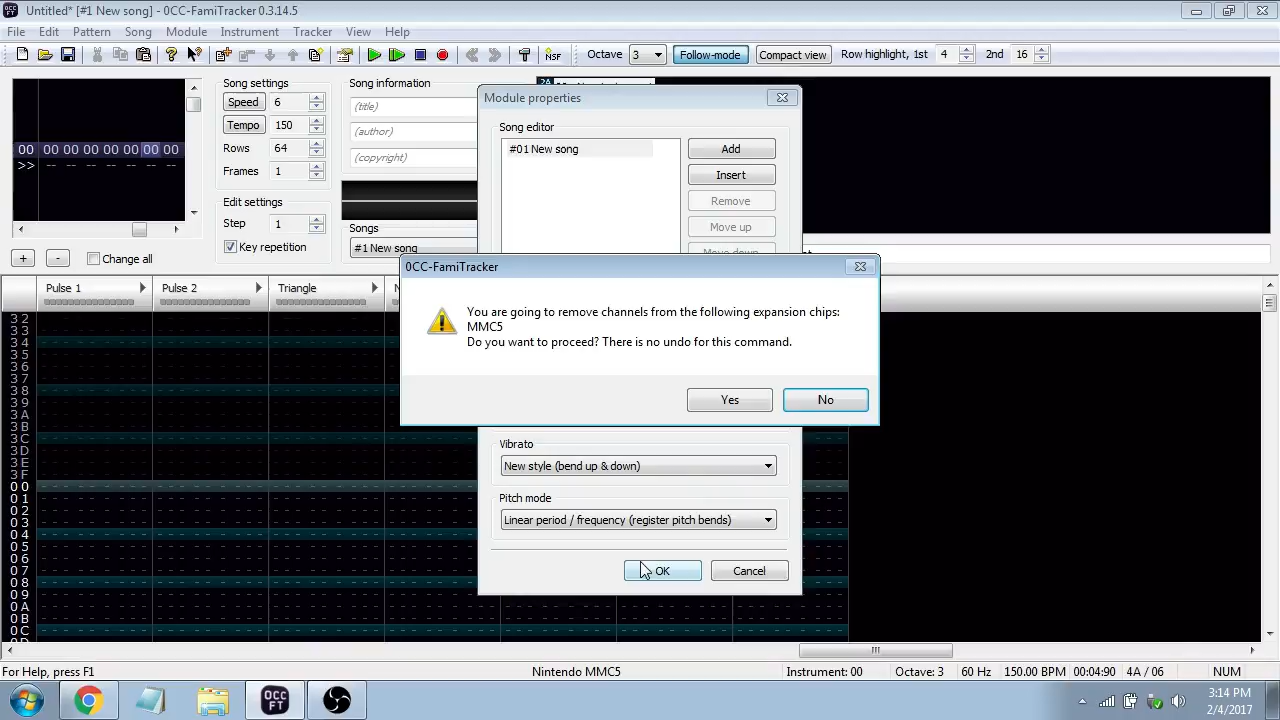 Untitled* [#1 New song] - 0CC-FamiTracker 0.3.14.5
File Edit Pattern Song Module Instrument Tracker View Help
NSF Octave 3 Follow-mode Compact view Row highlight, 1st 4 2nd 16
Song settings
Speed 6
Tempo 150
Rows 64
Frames 1
Edit settings
Step 1
Key repetition
Song information
(title)
(author)
(copyright)
Songs
#1 New song
00 00 00 00 00 00 00 00
>> -- -- -- -- -- -- --
+ - Change all
Module properties
Song editor
#01 New song
Add
Insert
Remove
Move up
Move down
0CC-FamiTracker
You are going to remove channels from the following expansion chips:
MMC5
Do you want to proceed? There is no undo for this command.
Yes No
Pulse 1 Pulse 2 Triangle
32
33
34
35
36
37
38
39
3A
3B
3C
3D
3E
3F
00
01
02
03
04
05
06
07
08
09
0A
0B
0C
Vibrato
New style (bend up & down)
Pitch mode
Linear period / frequency (register pitch bends)
OK Cancel
For Help, press F1 Nintendo MMC5 Instrument: 00 Octave: 3 60 Hz 150.00 BPM 00:04:90 4A / 06 NUM
0CC
FT
3:14 PM
2/4/2017